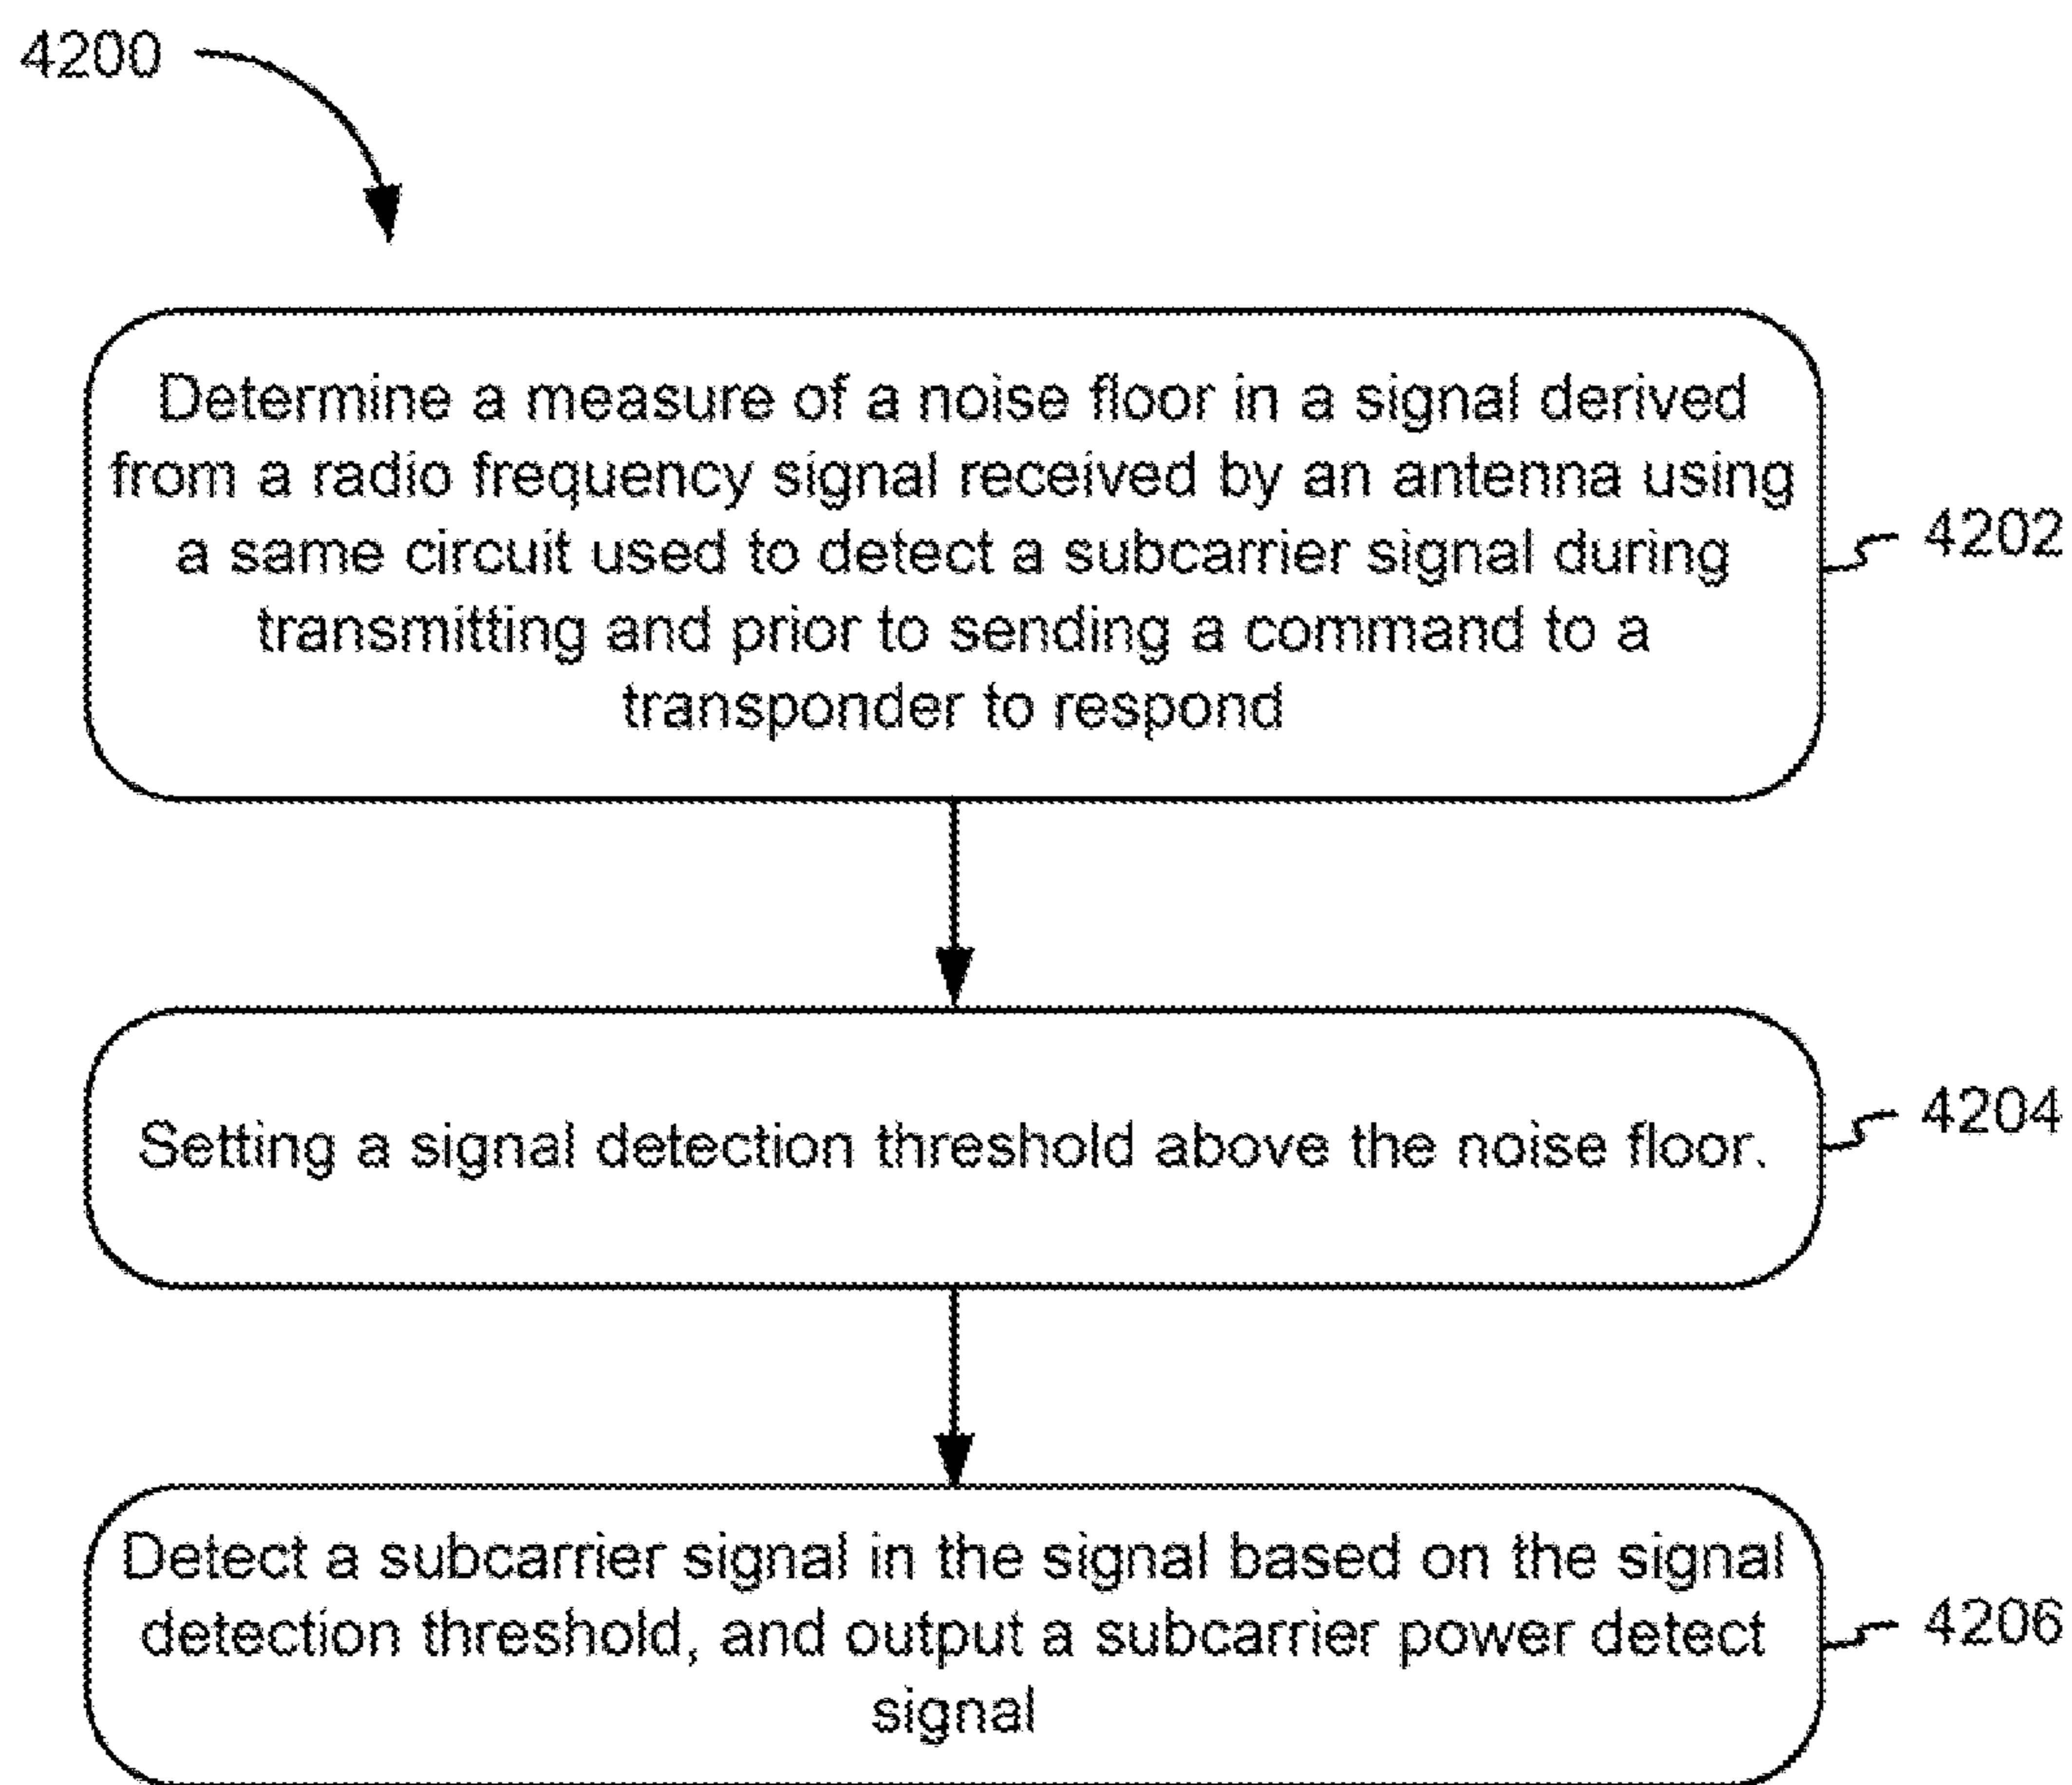 4200
Determine a measure of a noise floor in a signal derived
from a radio frequency signal received by an antenna using
a same circuit used to detect a subcarrier signal during
transmitting and prior to sending a command to a
transponder to respond
4202
Setting a signal detection threshold above the noise floor.
4204
Detect a subcarrier signal in the signal based on the signal
detection threshold, and output a subcarrier power detect
signal
4206